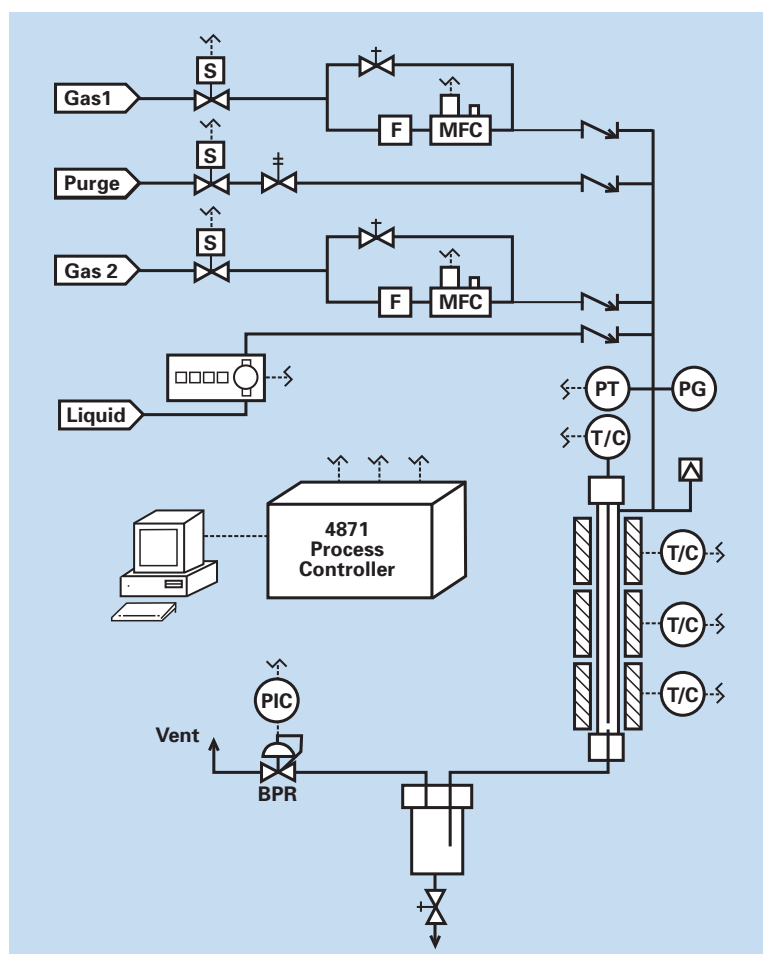 S
Gas1
F
MFC
S
Purge
S
Gas 2
F
MFC
Liquid
PT
PG
T/C
4871
Process
Controller
T/C
T/C
T/C
PIC
Vent
BPR